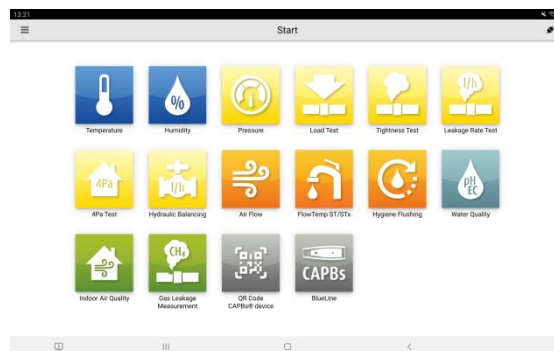 13:21
Start
%
l/h
Temperature
Humidity
Pressure
Load Test
Tightness Test
Leakage Rate Test
4Pa
l/h
pH
EC
4Pa Test
Hydraulic Balancing
Air Flow
FlowTemp ST/STx
Hygiene Flushing
Water Quality
CH₄
CAPBs
Indoor Air Quality
Gas Leakage
Measurement
QR Code
CAPBs® device
BlueLine